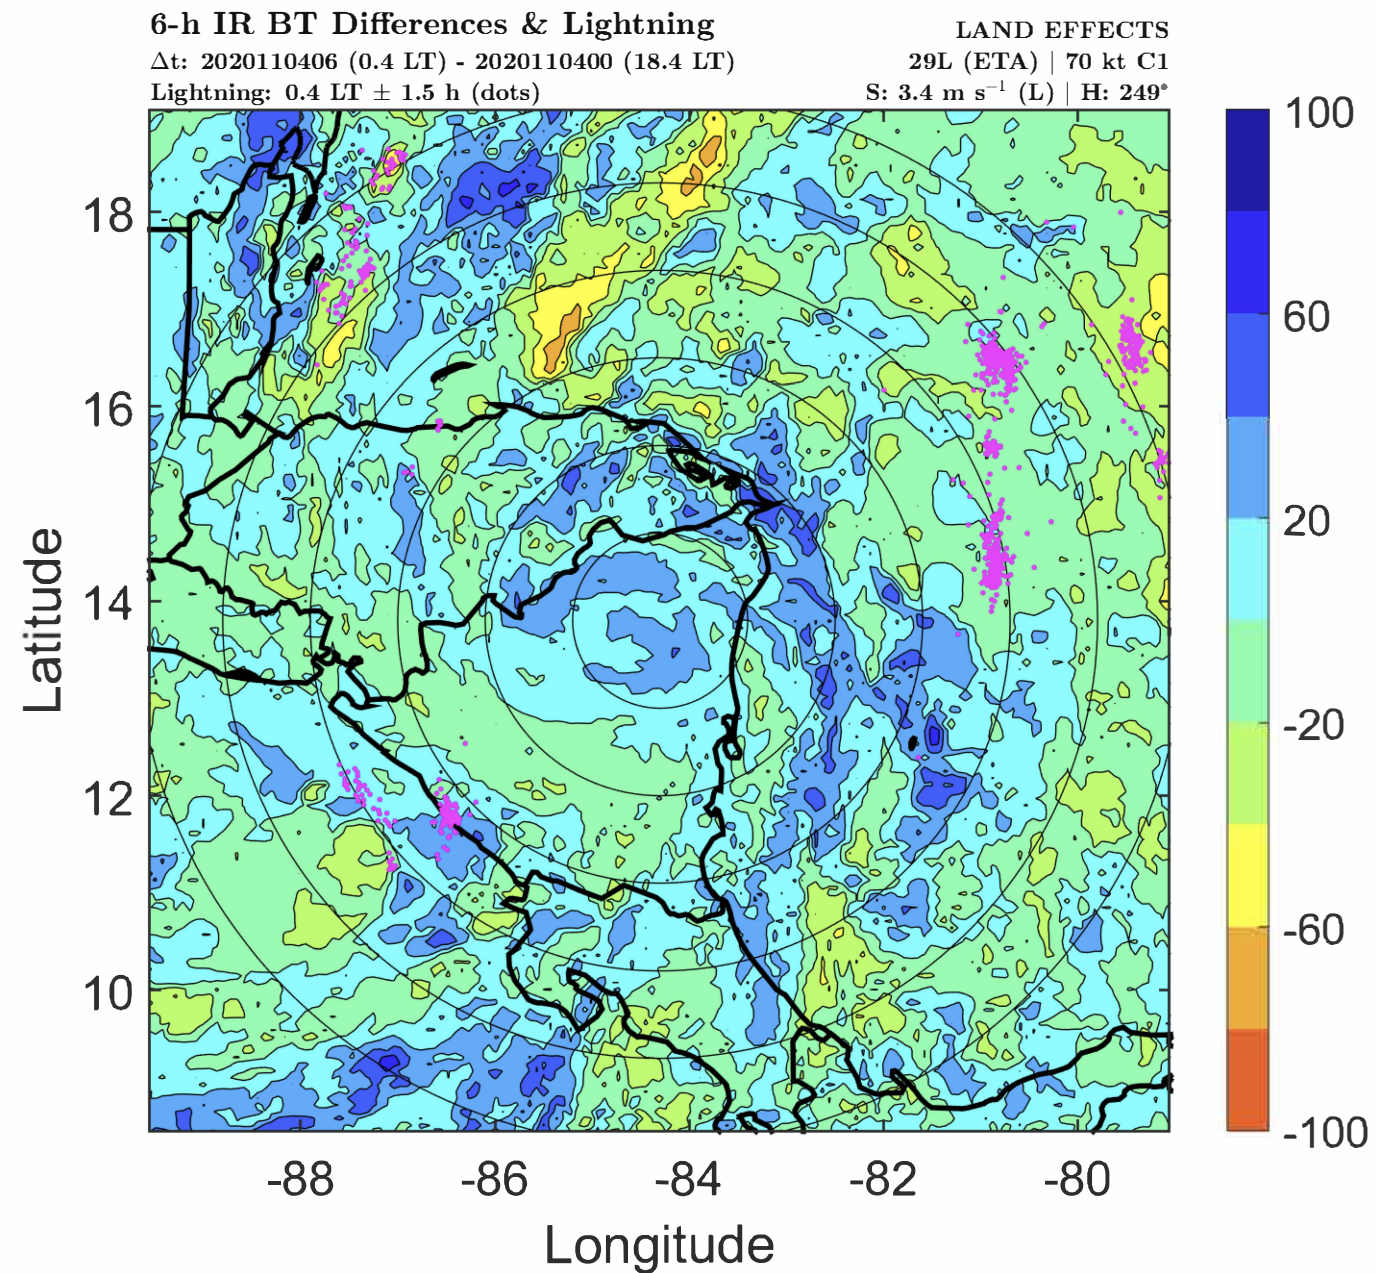 6-h IR BT Differences & Lightning
LAND EFFECTS
Δt: 2020110406 (0.4 LT) - 2020110400 (18.4 LT)
29L (ETA) | 70 kt C1
Lightning: 0.4 LT ± 1.5 h (dots)
S: 3.4 m s⁻¹ (L) | H: 249°
100
60
20
-20
-60
-100
18
16
14
12
10
Latitude
-88
-86
-84
-82
-80
Longitude